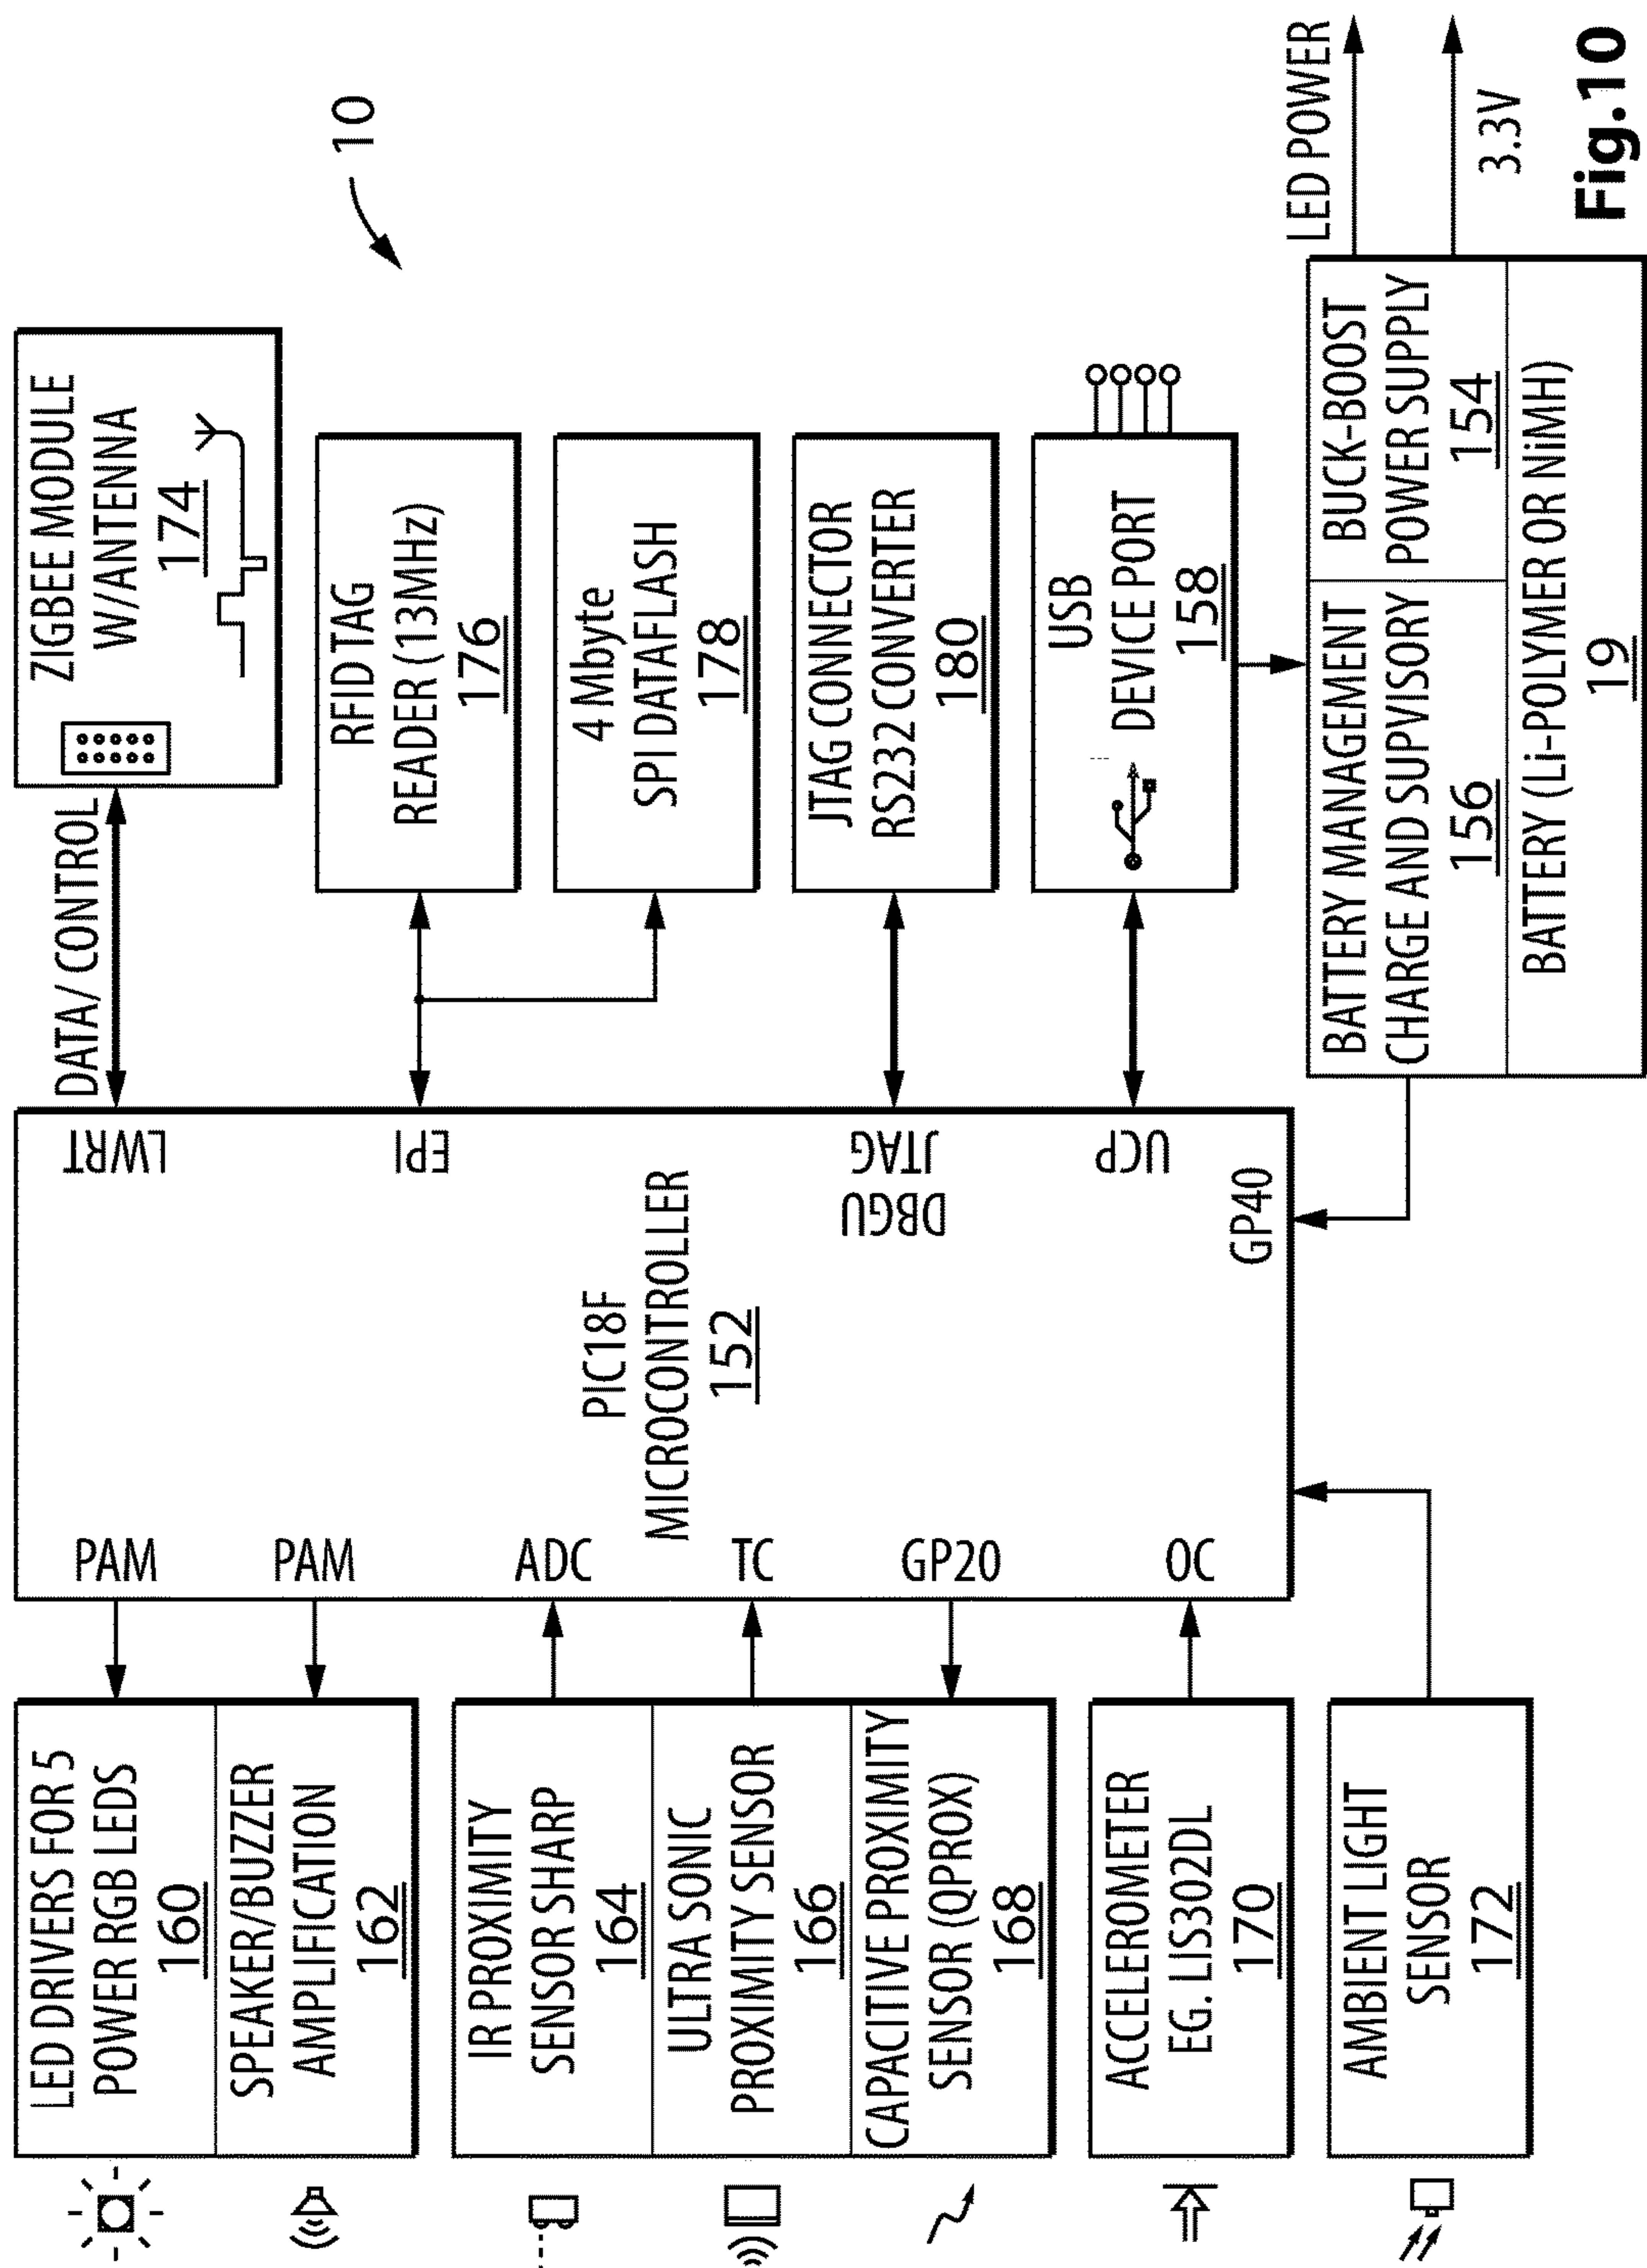 LED DRIVERS FOR 5
POWER RGB LEDS
160
SPEAKER/BUZZER
AMPLIFICATION
162
IR PROXIMITY
SENSOR SHARP
164
ULTRA SONIC
PROXIMITY SENSOR
166
CAPACITIVE PROXIMITY
SENSOR (QPROX)
168
ACCELEROMETER
EG. LIS302DL
170
AMBIENT LIGHT
SENSOR
172
PAM
PAM
ADC
TC
GP20
OC
PIC18F
MICROCONTROLLER
152
LWRT
EPI
JTAG
DBGU
UCP
GP40
DATA/ CONTROL
ZIGBEE MODULE
W/ANTENNA
174
RFID TAG
READER (13MHz)
176
4 Mbyte
SPI DATAFLASH
178
JTAG CONNECTOR
RS232 CONVERTER
180
USB
DEVICE PORT
158
BATTERY MANAGEMENT
CHARGE AND SUPVISORY
156
BUCK-BOOST
POWER SUPPLY
154
BATTERY (Li-POLYMER OR NiMH)
19
10
LED POWER
3.3V
Fig.10